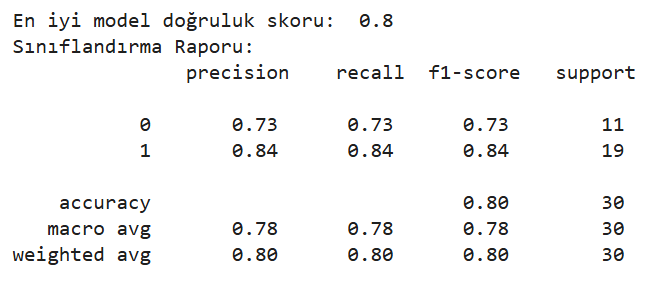 En iyi model doğruluk skoru:  0.8
Sınıflandırma Raporu:
precision    recall  f1-score   support
0       0.73      0.73      0.73        11
1       0.84      0.84      0.84        19
accuracy                           0.80        30
macro avg       0.78      0.78      0.78        30
weighted avg       0.80      0.80      0.80        30